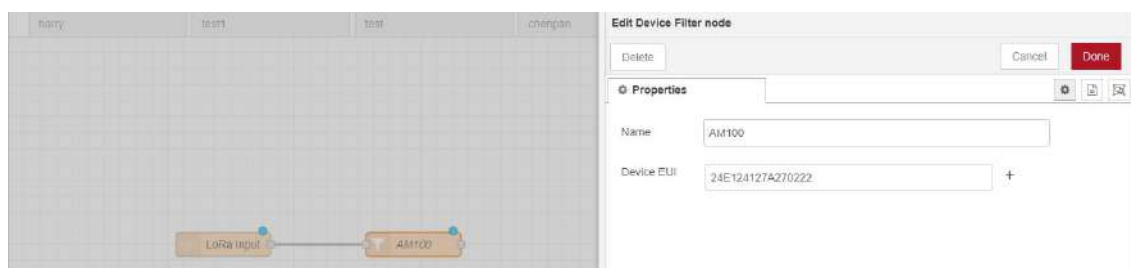 harry
test1
test
chenpan
Edit Device Filter node
Delete
Cancel
Done
Properties
Name
AM100
Device EUI
24E124127A270222
+
LoRa Input
AM100